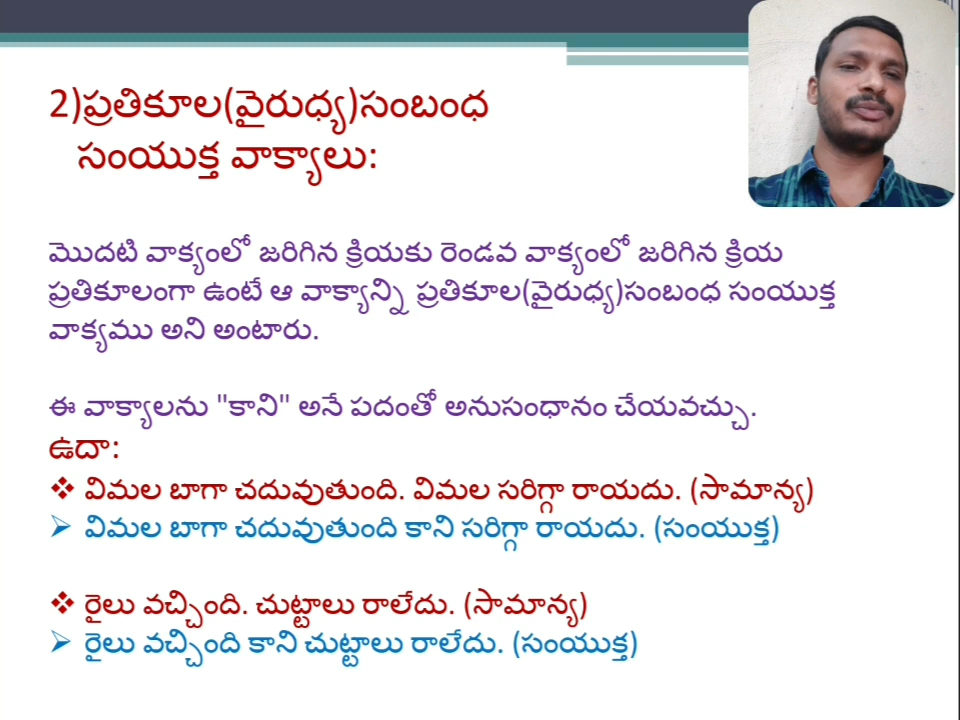 2)ప్రతికూల(వైరుధ్య)సంబంధ
సంయుక్త వాక్యాలు:
మొదటి వాక్యంలో జరిగిన క్రియకు రెండవ వాక్యంలో జరిగిన క్రియ
ప్రతికూలంగా ఉంటే ఆ వాక్యాన్ని ప్రతికూల(వైరుధ్య)సంబంధ సంయుక్త
వాక్యము అని అంటారు.
ఈ వాక్యాలను "కాని" అనే పదంతో అనుసంధానం చేయవచ్చు.
ఉదా:
❖ విమల బాగా చదువుతుంది. విమల సరిగ్గా రాయదు. (సామాన్య)
➢ విమల బాగా చదువుతుంది కాని సరిగ్గా రాయదు. (సంయుక్త)
❖ రైలు వచ్చింది. చుట్టాలు రాలేదు. (సామాన్య)
➢ రైలు వచ్చింది కాని చుట్టాలు రాలేదు. (సంయుక్త)